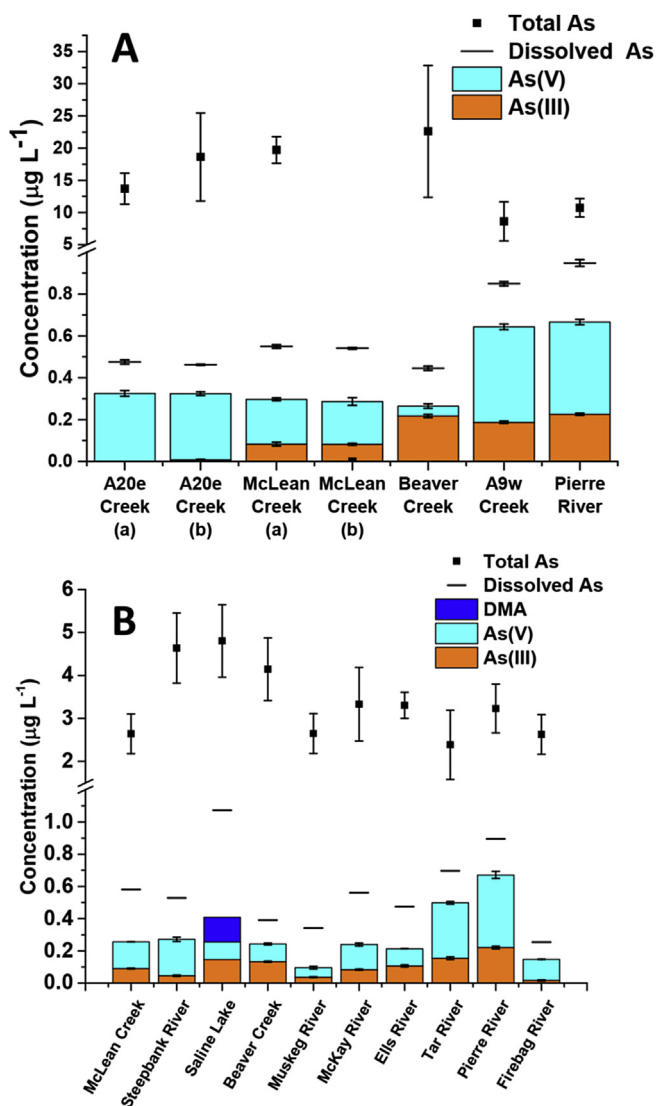 A
Total As
Dissolved As
As(V)
As(III)
Concentration (µg L⁻¹)
35
30
25
20
15
10
5
0.8
0.6
0.4
0.2
0.0
A20e Creek (a)
A20e Creek (b)
McLean Creek (a)
McLean Creek (b)
Beaver Creek
A9w Creek
Pierre River
B
Total As
Dissolved As
DMA
As(V)
As(III)
Concentration (µg L⁻¹)
6
5
4
3
2
1.0
0.8
0.6
0.4
0.2
0.0
McLean Creek
Steepbank River
Saline Lake
Beaver Creek
Muskeg River
McKay River
Ells River
Tar River
Pierre River
Firebag River